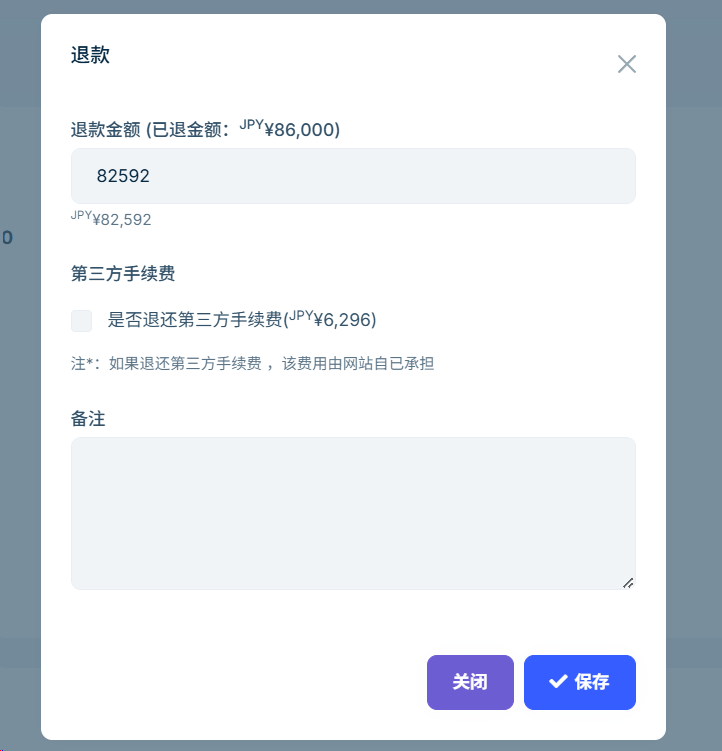 退款
退款金额 (已退金额：JPY¥86,000)
82592
JPY¥82,592
0
第三方手续费
是否退还第三方手续费(JPY¥6,296)
注*：如果退还第三方手续费 ，该费用由网站自已承担
备注
关闭
保存